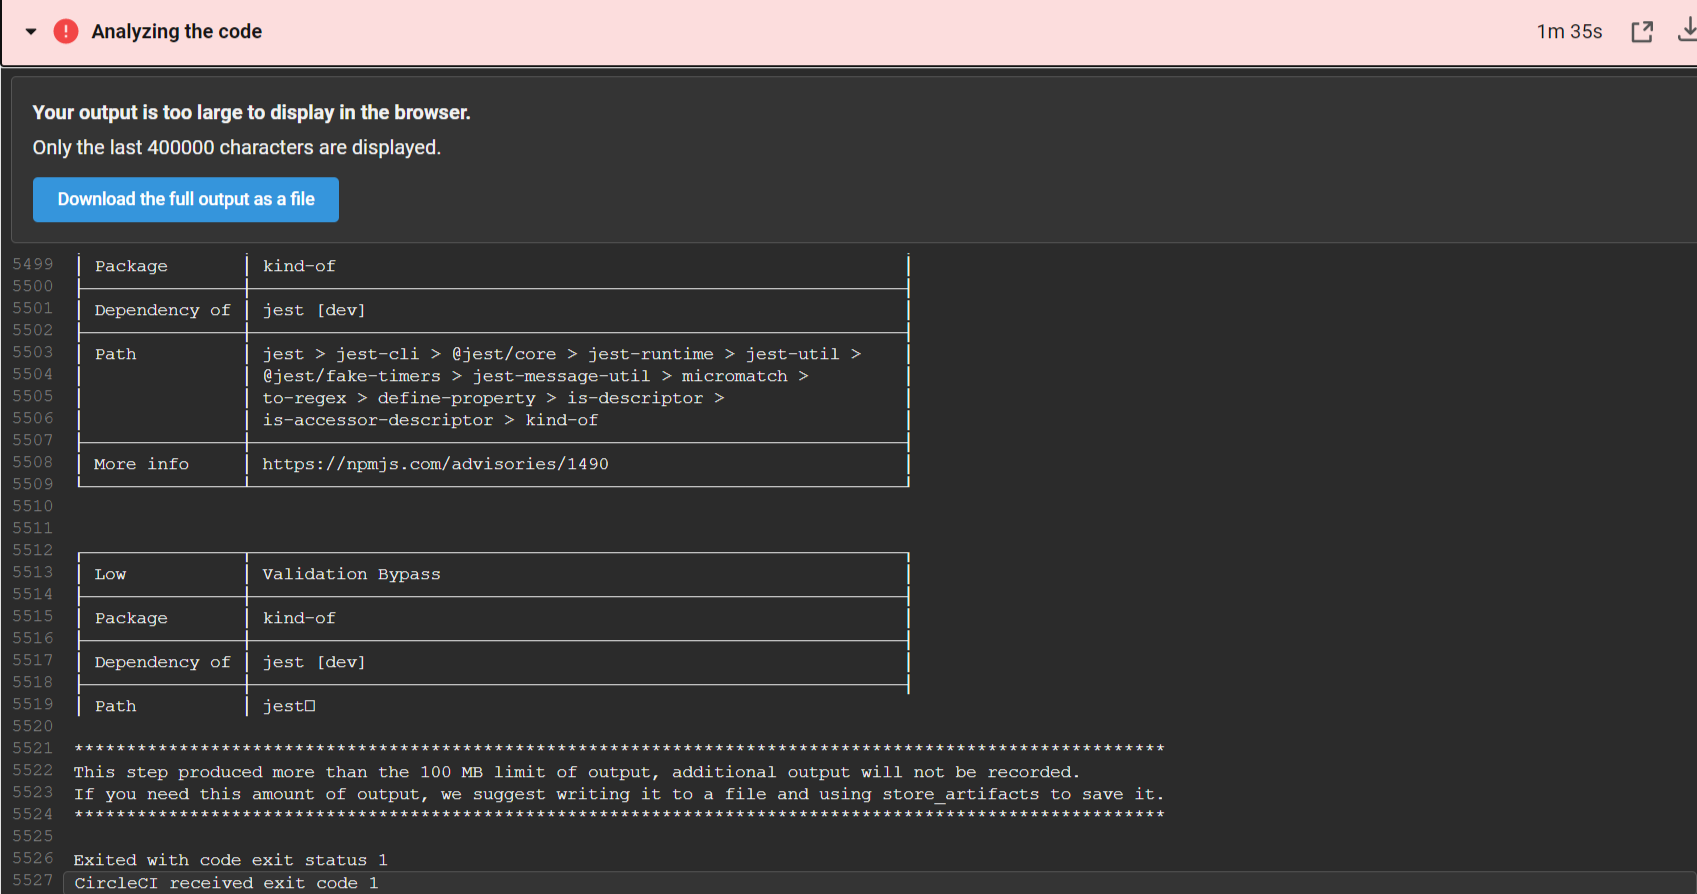 Analyzing the code
1m 35s
Your output is too large to display in the browser.
Only the last 400000 characters are displayed.
Download the full output as a file
5499 Package kind-of
5500
5501 Dependency of jest [dev]
5502
5503 Path jest > jest-cli > @jest/core > jest-runtime > jest-util >
5504 @jest/fake-timers > jest-message-util > micromatch >
5505 to-regex > define-property > is-descriptor >
5506 is-accessor-descriptor > kind-of
5507
5508 More info https://npmjs.com/advisories/1490
5509
5510
5511
5512
5513 Low Validation Bypass
5514
5515 Package kind-of
5516
5517 Dependency of jest [dev]
5518
5519 Path jest□
5520
5521 ********************************************************************************************************
5522 This step produced more than the 100 MB limit of output, additional output will not be recorded.
5523 If you need this amount of output, we suggest writing it to a file and using store_artifacts to save it.
5524 ********************************************************************************************************
5525
5526 Exited with code exit status 1
5527 CircleCI received exit code 1